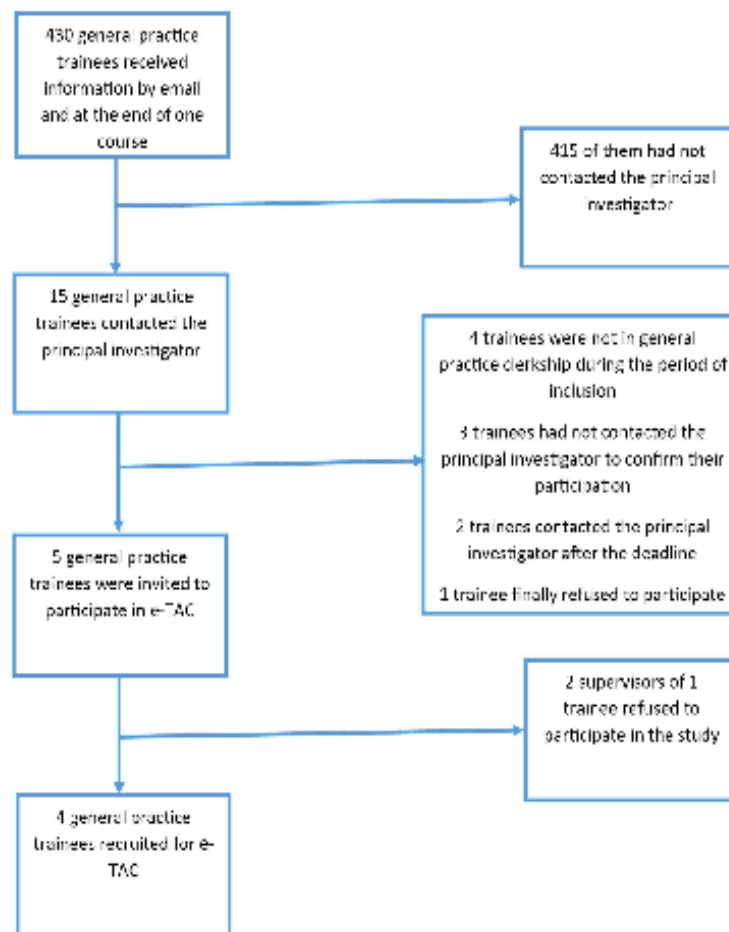 430 general practice
trainees received
information by email
and at the end of one
course
415 of them had not
contacted the principal
investigator
15 general practice
trainees contacted the
principal investigator
4 trainees were not in general
practice clerkship during the period of
inclusion
3 trainees had not contacted the
principal investigator to confirm their
participation
2 trainees contacted the principal
investigator after the deadline
1 trainee finally refused to participate
5 general practice
trainees were invited to
participate in e-TAC
2 supervisors of 1
trainee refused to
participate in the study
4 general practice
trainees recruited for e-
TAC